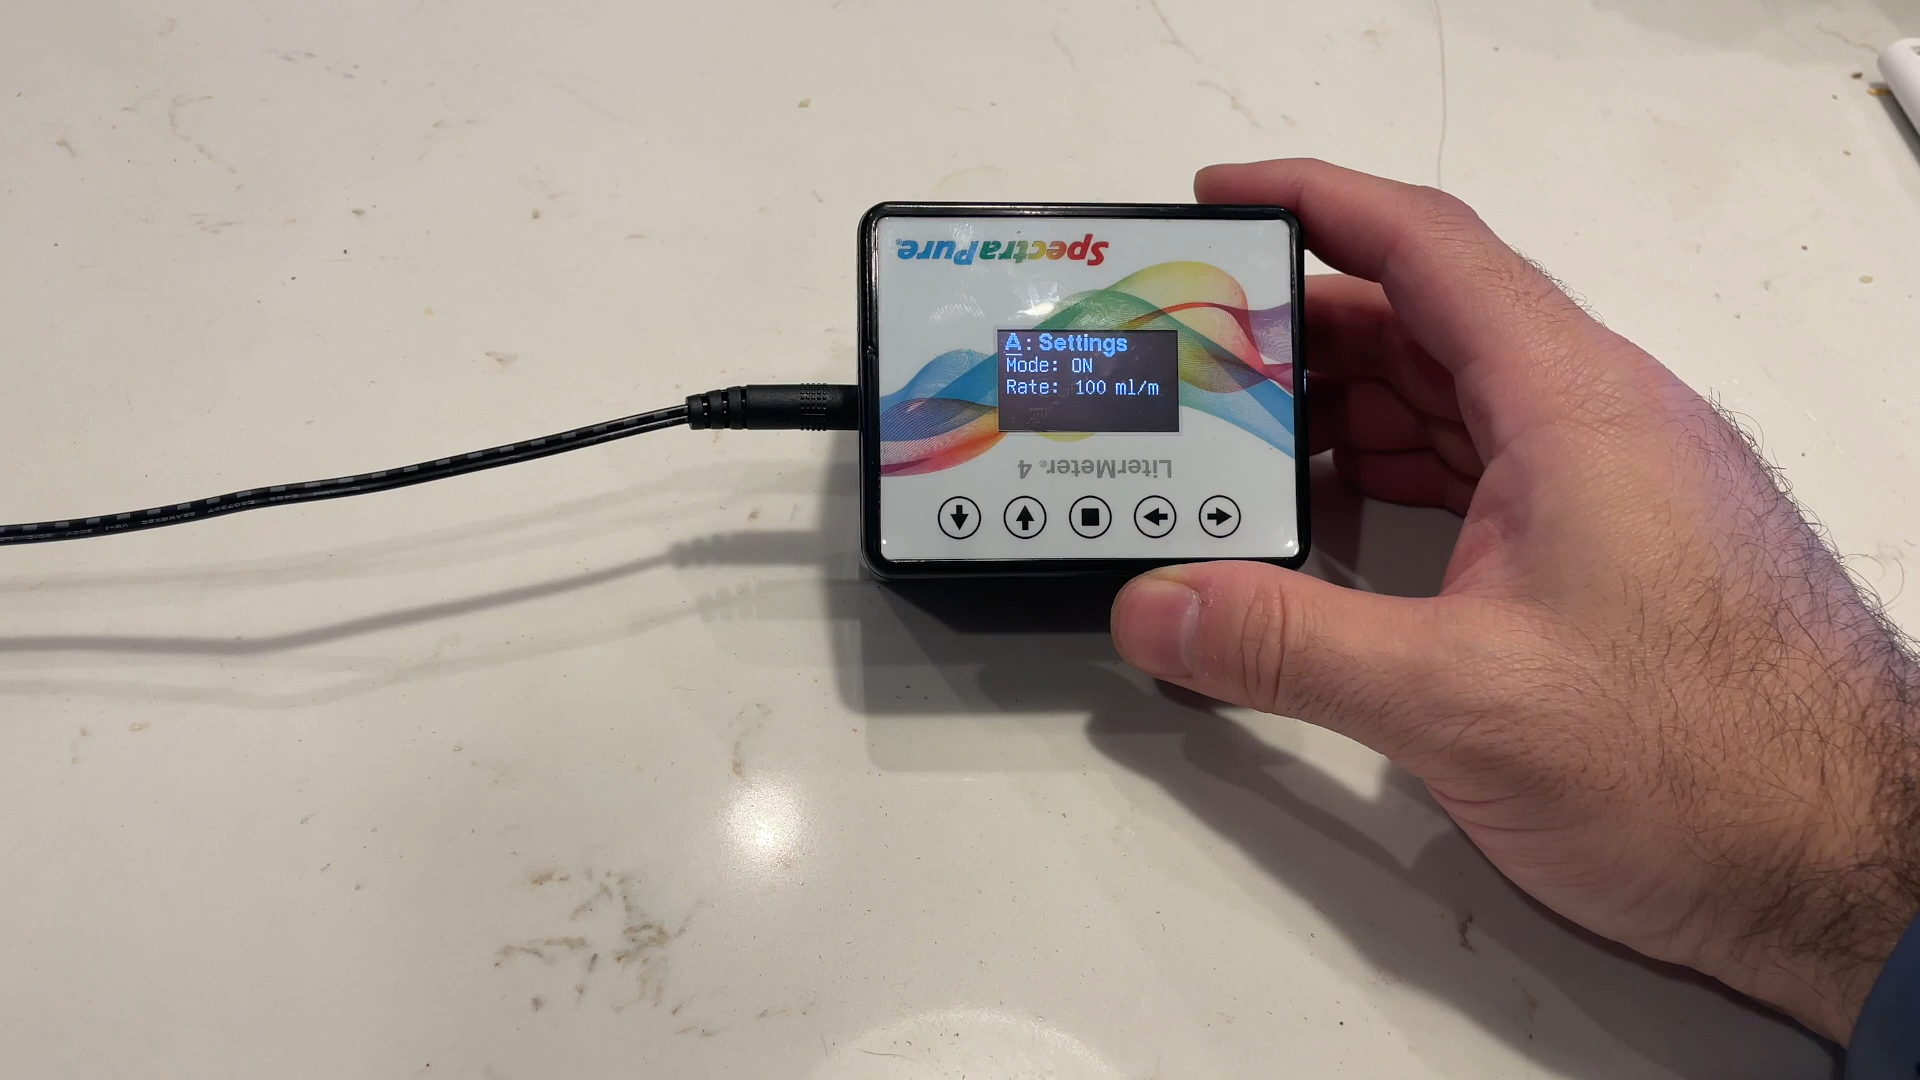 SpectraPure®
A: Settings
Mode: ON
Rate: 100 ml/m
LiterMeter® 4